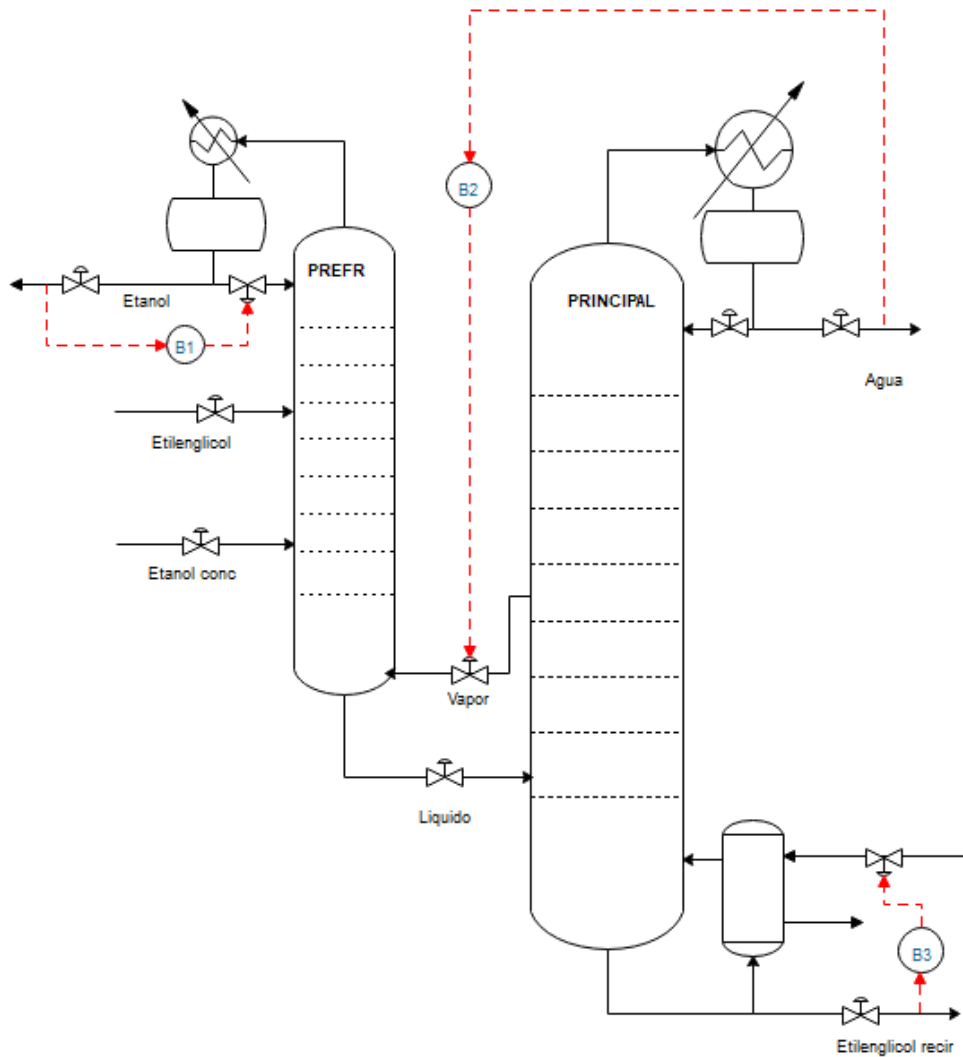 B2
PREFR
PRINCIPAL
Etanol
B1
Agua
Etilenglicol
Etanol conc
Vapor
Liquido
B3
Etilenglicol recir